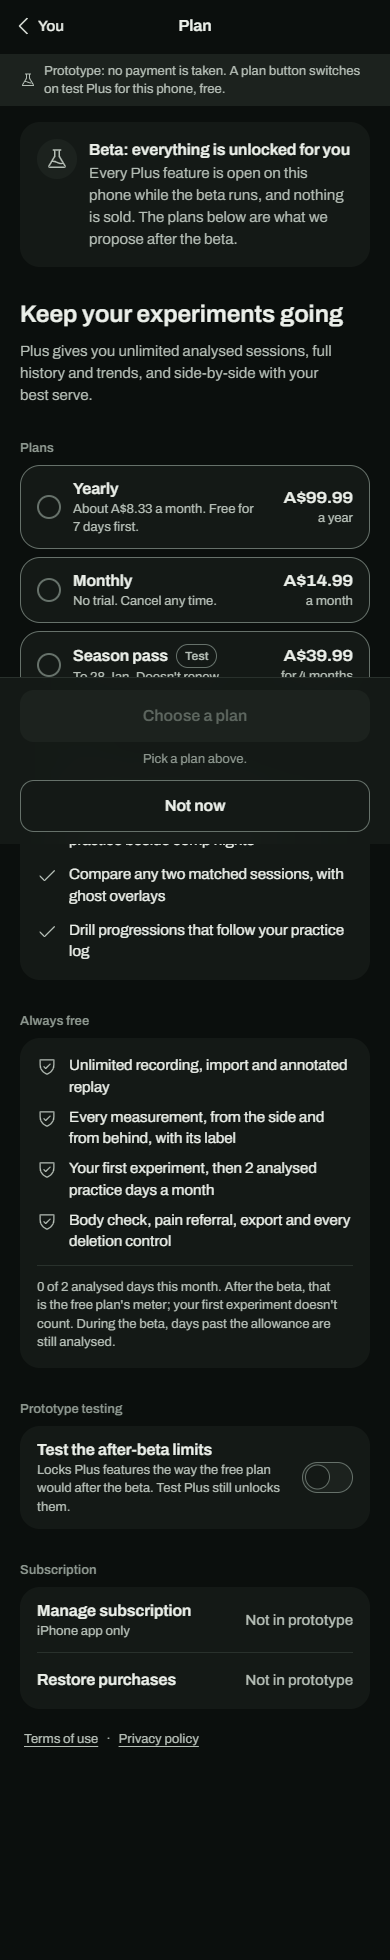 You
Plan
Prototype: no payment is taken. A plan button switches
on test Plus for this phone, free.
Beta: everything is unlocked for you
Every Plus feature is open on this
phone while the beta runs, and nothing
is sold. The plans below are what we
propose after the beta.
Keep your experiments going
Plus gives you unlimited analysed sessions, full
history and trends, and side-by-side with your
best serve.
Plans
Yearly
About A$8.33 a month. Free for
7 days first.
A$99.99
a year
Monthly
No trial. Cancel any time.
A$14.99
a month
Season pass
Test
To 28 Jan. Doesn't renew
A$39.99
for 4 months
Choose a plan
Pick a plan above.
Not now
practice beside comp nights
Compare any two matched sessions, with
ghost overlays
Drill progressions that follow your practice
log
Always free
Unlimited recording, import and annotated
replay
Every measurement, from the side and
from behind, with its label
Your first experiment, then 2 analysed
practice days a month
Body check, pain referral, export and every
deletion control
0 of 2 analysed days this month. After the beta, that
is the free plan's meter; your first experiment doesn't
count. During the beta, days past the allowance are
still analysed.
Prototype testing
Test the after-beta limits
Locks Plus features the way the free plan
would after the beta. Test Plus still unlocks
them.
Subscription
Manage subscription
iPhone app only
Not in prototype
Restore purchases
Not in prototype
Terms of use · Privacy policy